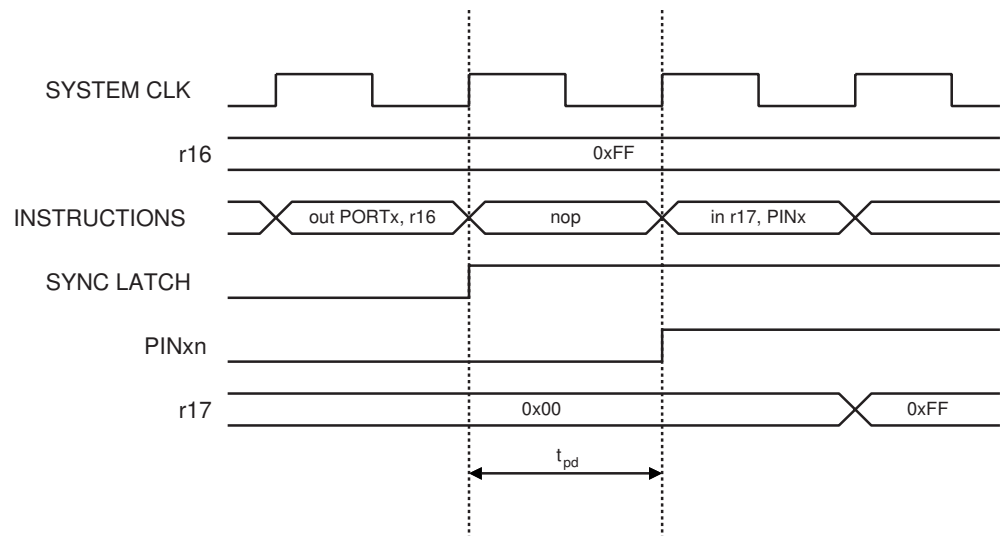 SYSTEM CLK
r16
0xFF
INSTRUCTIONS
out PORTx, r16
nop
in r17, PINx
SYNC LATCH
PINxn
r17
0x00
0xFF
tpd